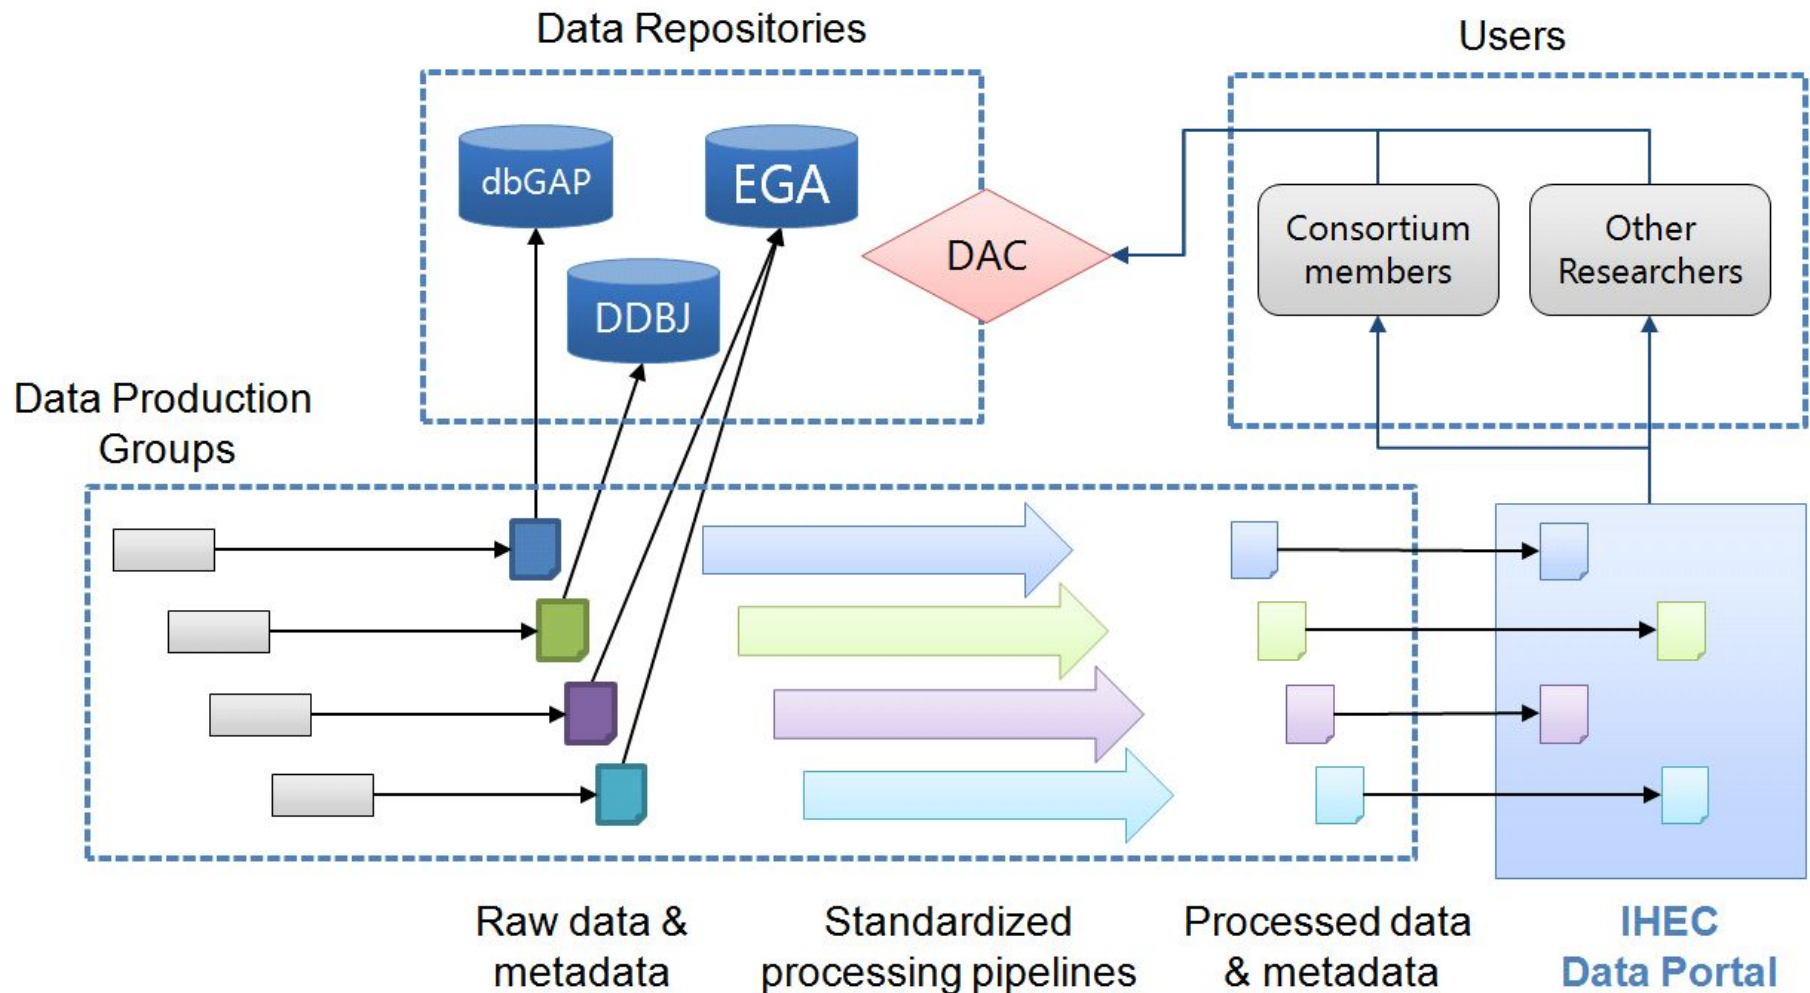 Data Repositories
Users
dbGAP
EGA
DDBJ
DAC
Consortium
members
Other
Researchers
Data Production
Groups
Raw data &
metadata
Standardized
processing pipelines
Processed data
& metadata
IHEC
Data Portal